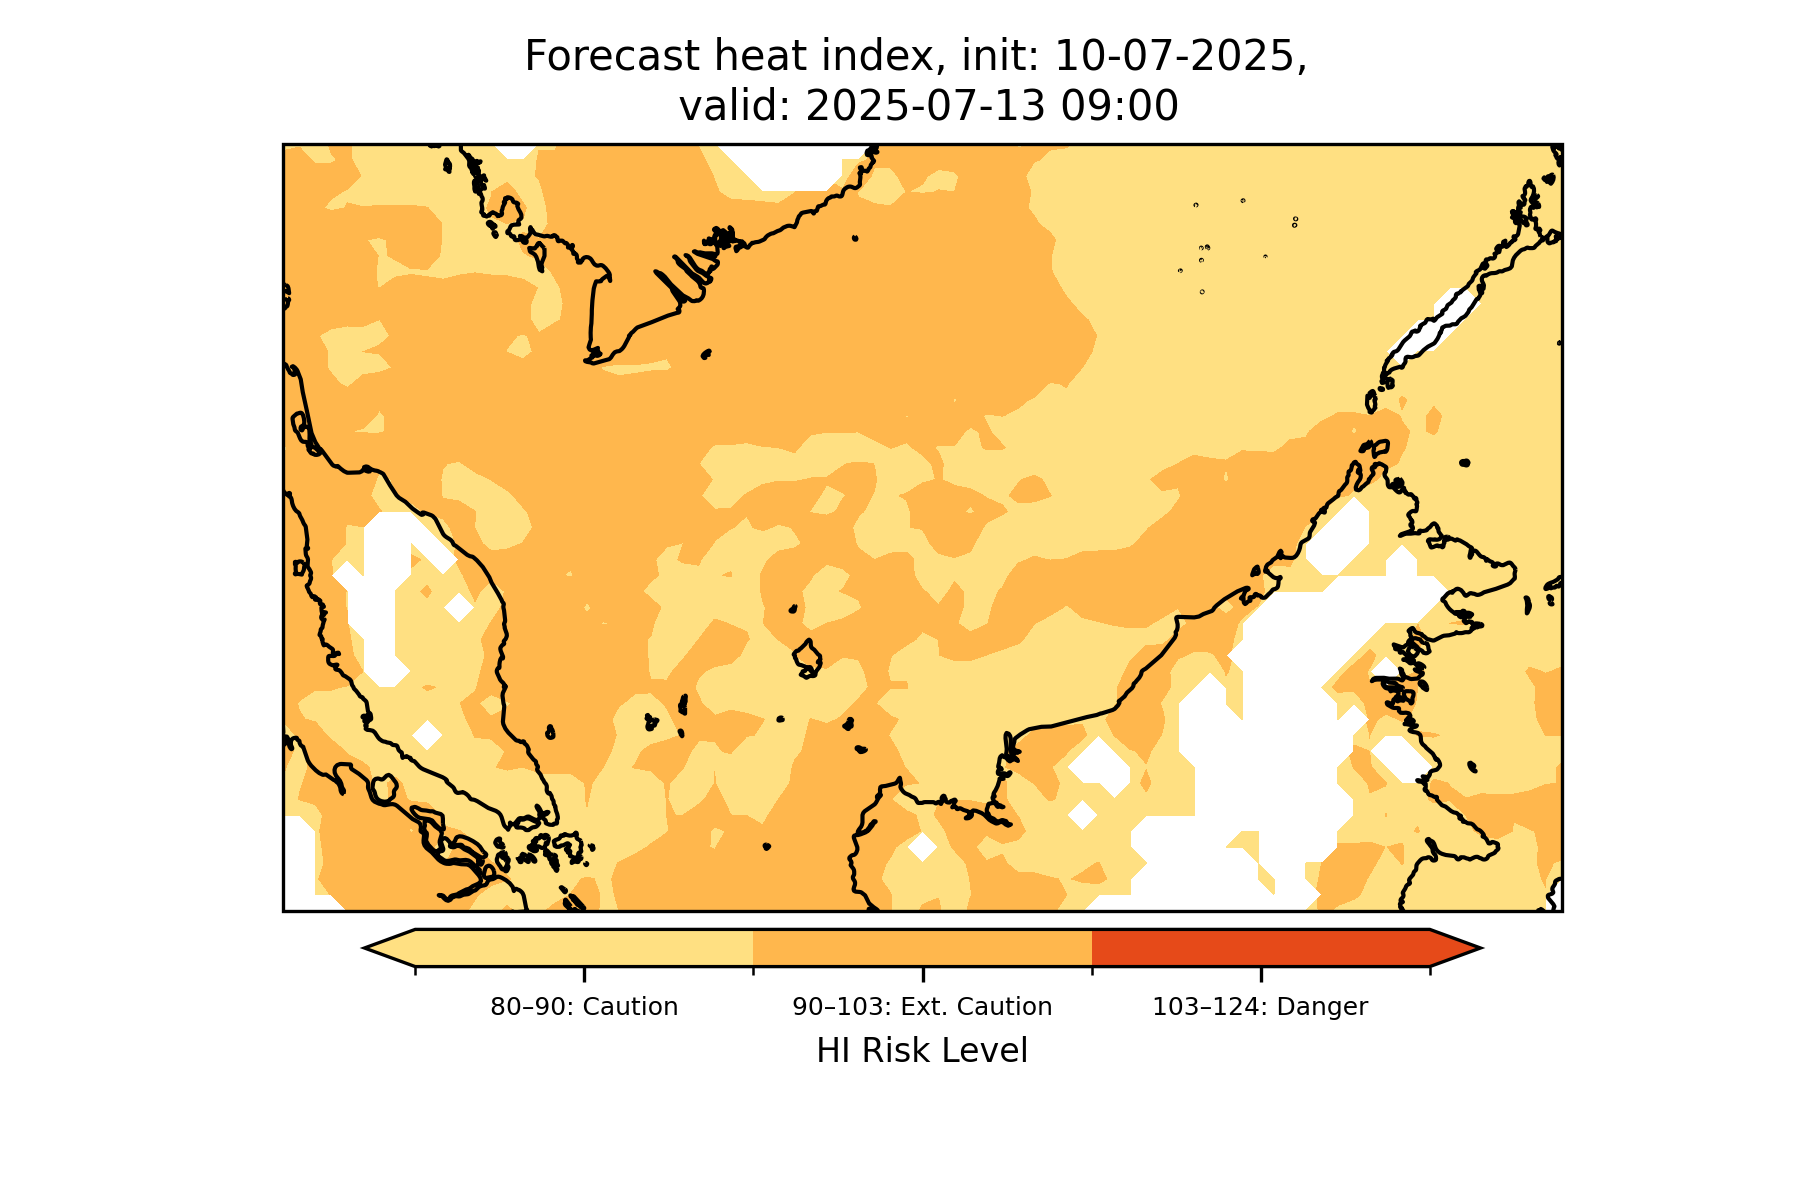 Forecast heat index, init: 10-07-2025,
valid: 2025-07-13 09:00
80–90: Caution
90–103: Ext. Caution
103–124: Danger
HI Risk Level